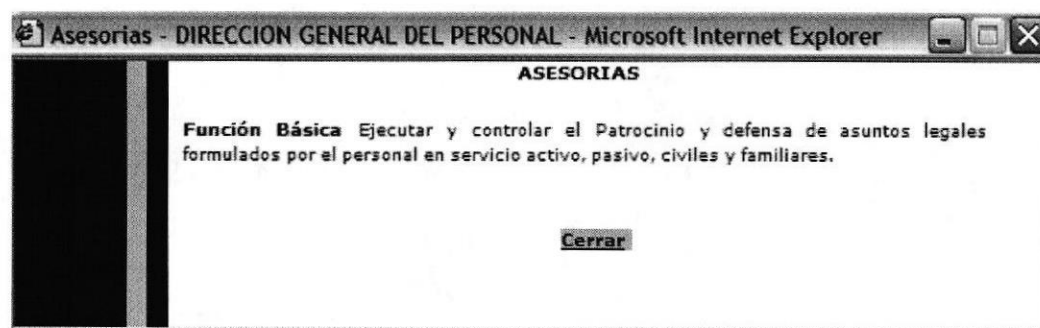 Asesorias - DIRECCION GENERAL DEL PERSONAL - Microsoft Internet Explorer
ASESORIAS
Función Básica Ejecutar y controlar el Patrocinio y defensa de asuntos legales
formulados por el personal en servicio activo, pasivo, civiles y familiares.
Cerrar